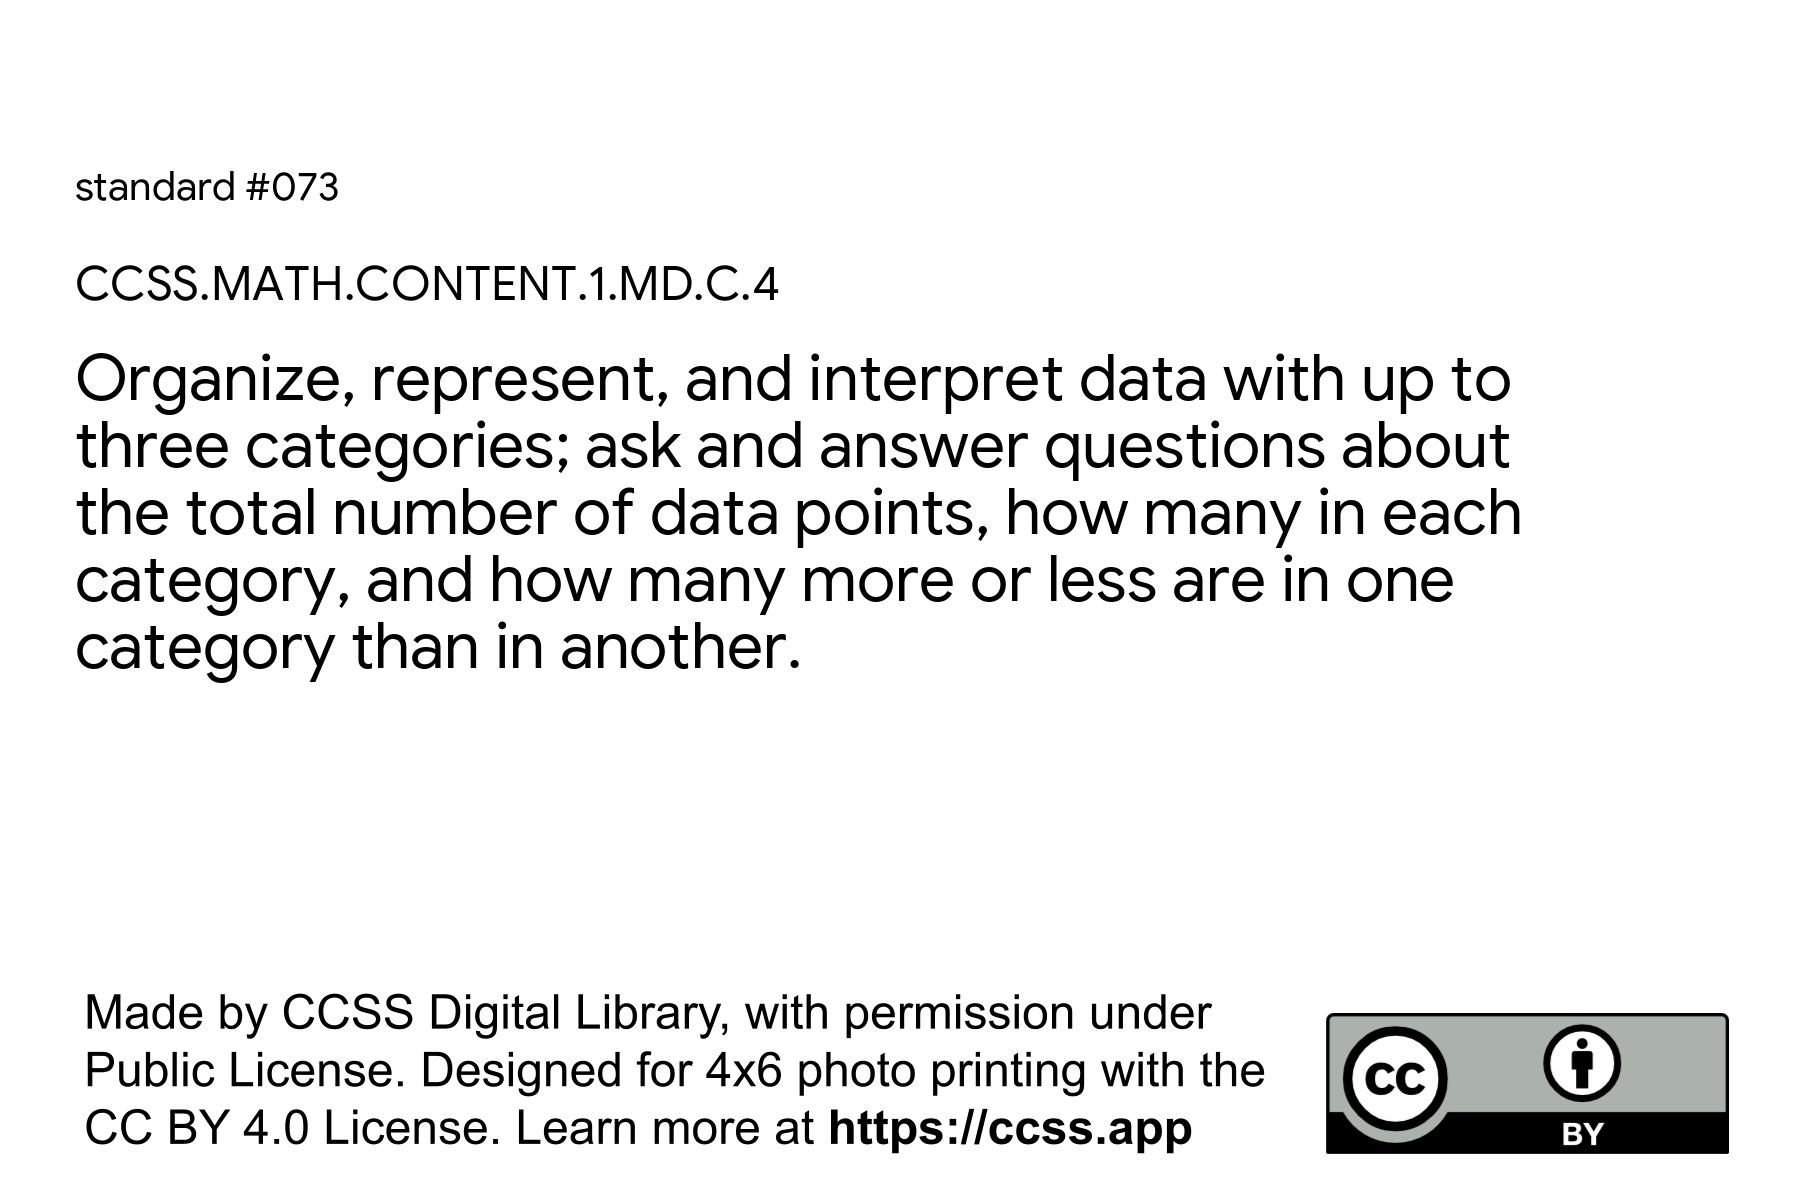 standard #073
CCSS.MATH.CONTENT.1.MD.C.4
Organize, represent, and interpret data with up to
three categories; ask and answer questions about
the total number of data points, how many in each
category, and how many more or less are in one
category than in another.
Made by CCSS Digital Library, with permission under
Public License. Designed for 4x6 photo printing with the
CC BY 4.0 License. Learn more at https://ccss.app
CC
BY